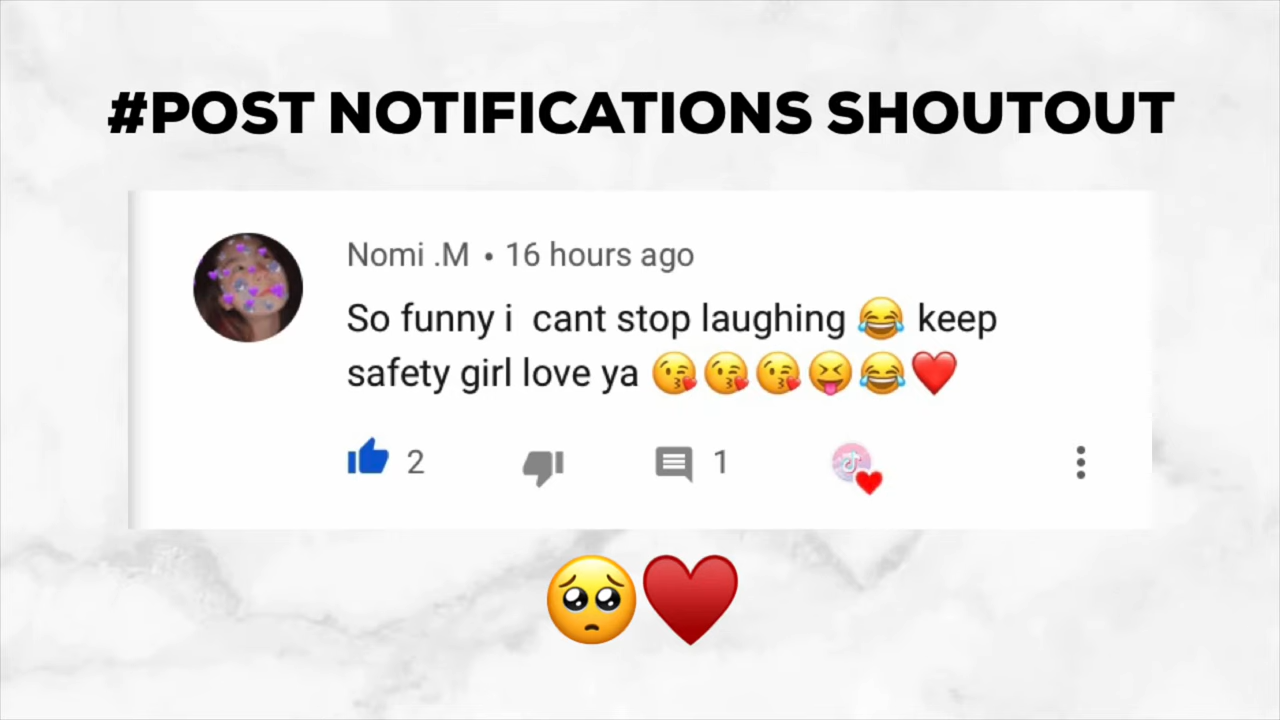 #POST NOTIFICATIONS SHOUTOUT
Nomi .M • 16 hours ago
So funny i  cant stop laughing 😂 keep
safety girl love ya 😘😘😘😝😂❤️
2 1